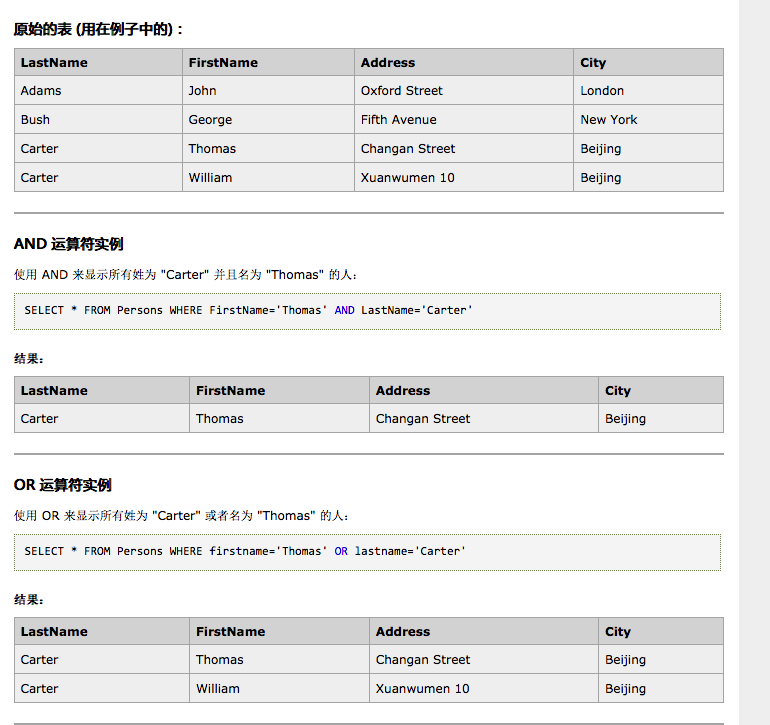 原始的表 (用在例子中的)：
LastName FirstName Address City
Adams John Oxford Street London
Bush George Fifth Avenue New York
Carter Thomas Changan Street Beijing
Carter William Xuanwumen 10 Beijing
AND 运算符实例
使用 AND 来显示所有姓为 "Carter" 并且名为 "Thomas" 的人：
SELECT * FROM Persons WHERE FirstName='Thomas' AND LastName='Carter'
结果：
LastName FirstName Address City
Carter Thomas Changan Street Beijing
OR 运算符实例
使用 OR 来显示所有姓为 "Carter" 或者名为 "Thomas" 的人：
SELECT * FROM Persons WHERE firstname='Thomas' OR lastname='Carter'
结果：
LastName FirstName Address City
Carter Thomas Changan Street Beijing
Carter William Xuanwumen 10 Beijing